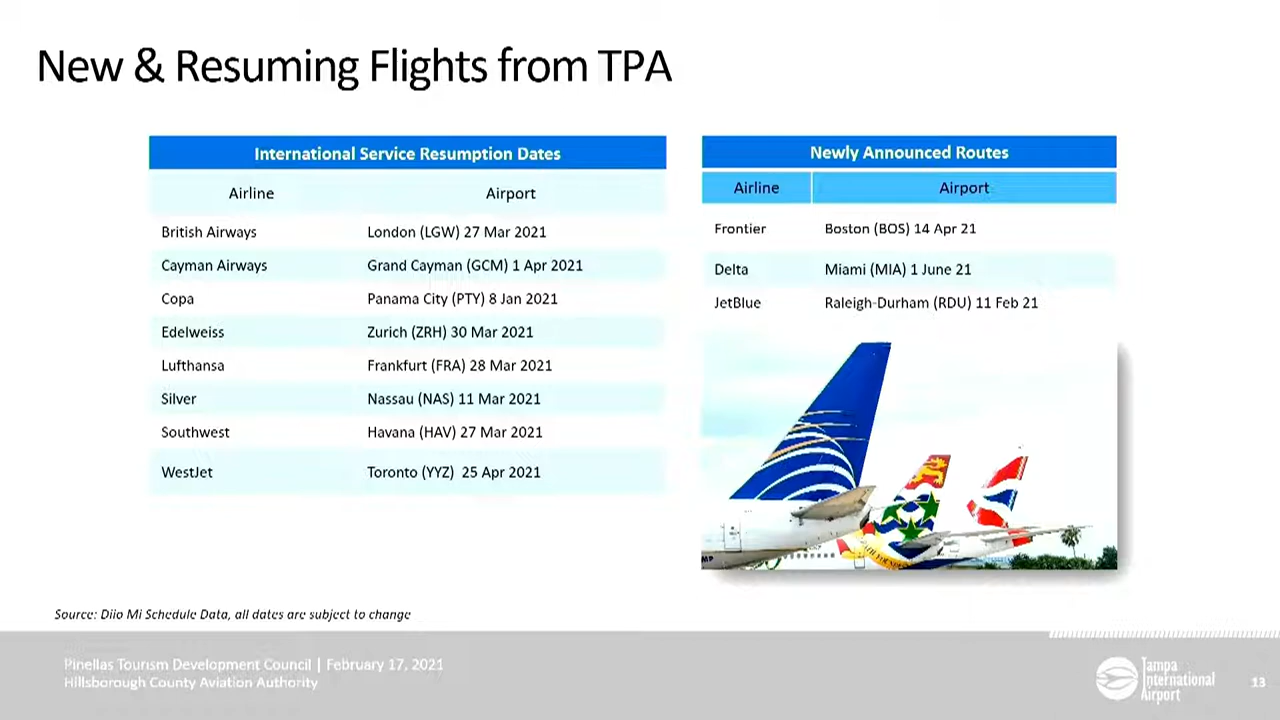 New & Resuming Flights from TPA
International Service Resumption Dates
Airline Airport
British Airways London (LGW) 27 Mar 2021
Cayman Airways Grand Cayman (GCM) 1 Apr 2021
Copa Panama City (PTY) 8 Jan 2021
Edelweiss Zurich (ZRH) 30 Mar 2021
Lufthansa Frankfurt (FRA) 28 Mar 2021
Silver Nassau (NAS) 11 Mar 2021
Southwest Havana (HAV) 27 Mar 2021
WestJet Toronto (YYZ) 25 Apr 2021
Newly Announced Routes
Airline Airport
Frontier Boston (BOS) 14 Apr 21
Delta Miami (MIA) 1 June 21
JetBlue Raleigh-Durham (RDU) 11 Feb 21
Source: Diio Mi Schedule Data, all dates are subject to change
Pinellas Tourism Development Council | February 17, 2021
Hillsborough County Aviation Authority
Tampa
International
Airport
13